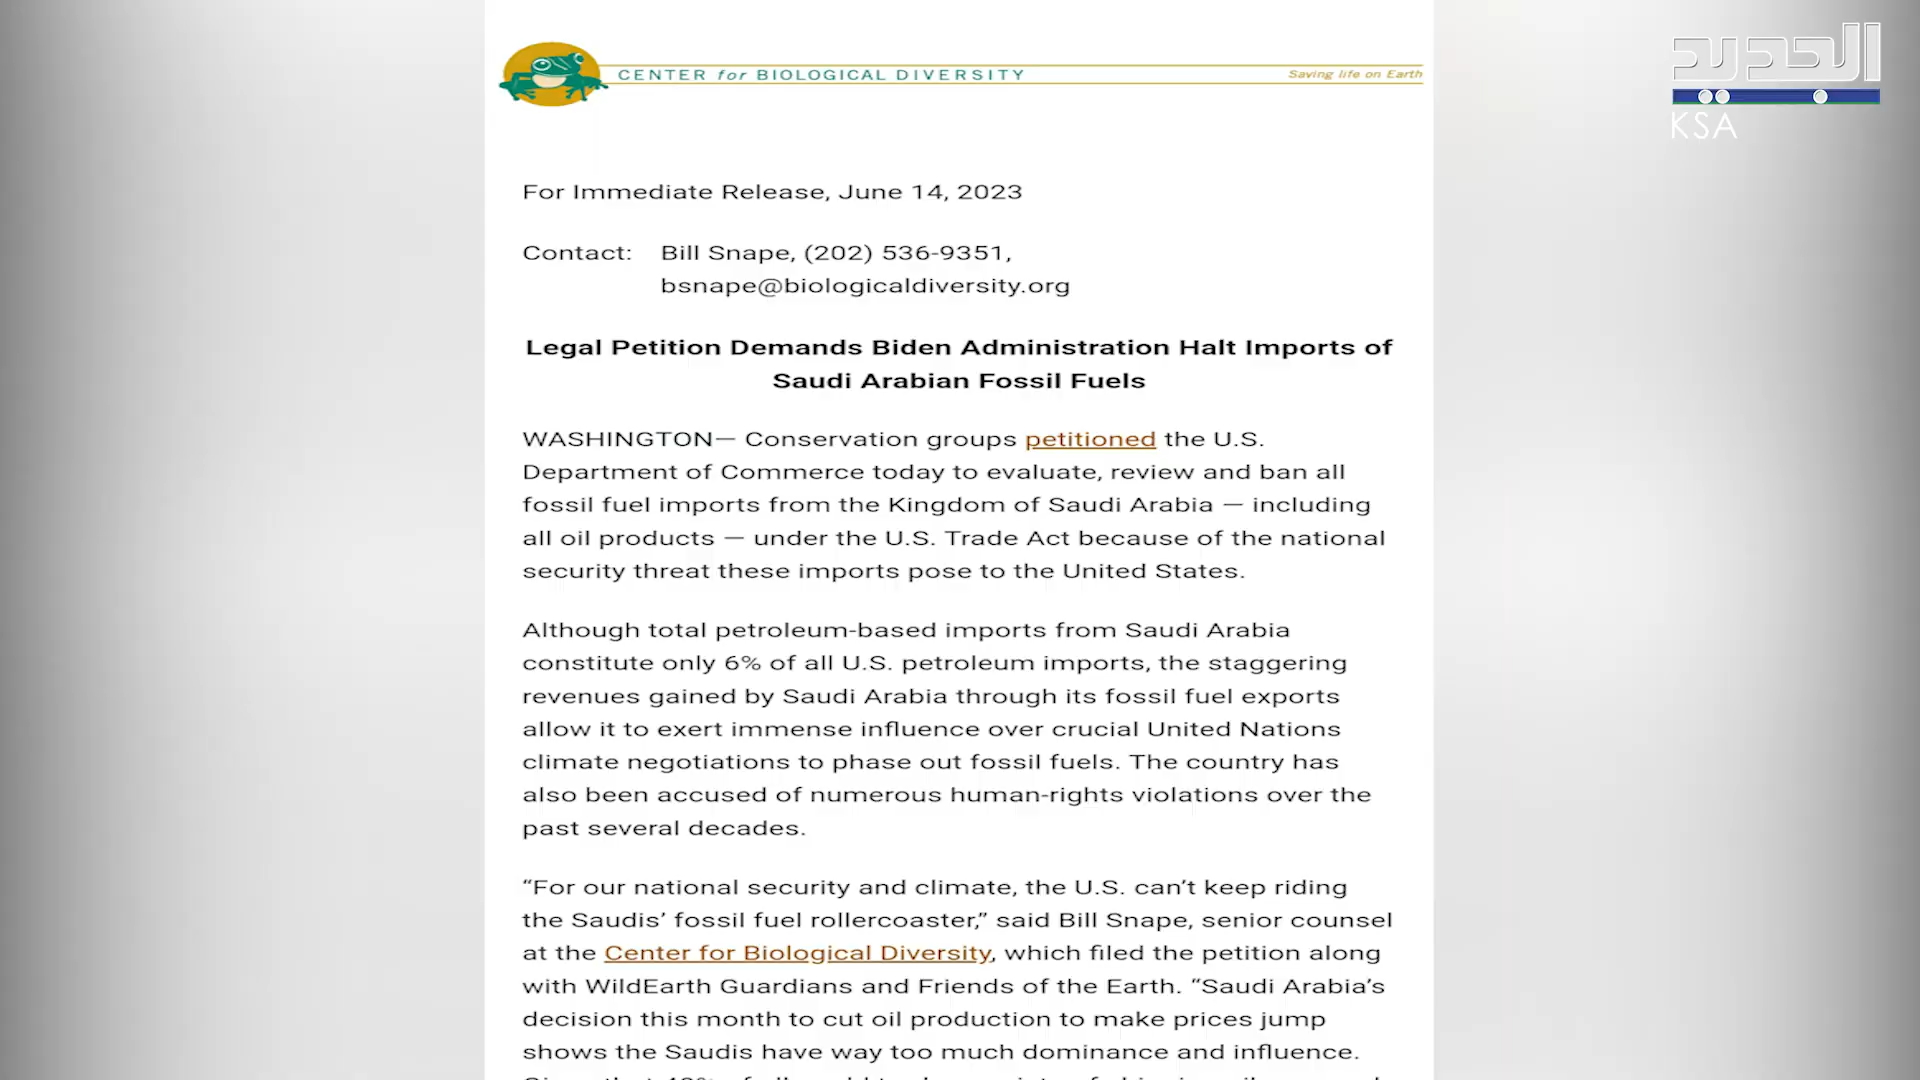 CENTER for BIOLOGICAL DIVERSITY
Saving life on Earth
الجديد
KSA
For Immediate Release, June 14, 2023
Contact: Bill Snape, (202) 536-9351,
bsnape@biologicaldiversity.org
Legal Petition Demands Biden Administration Halt Imports of
Saudi Arabian Fossil Fuels
WASHINGTON— Conservation groups petitioned the U.S.
Department of Commerce today to evaluate, review and ban all
fossil fuel imports from the Kingdom of Saudi Arabia — including
all oil products — under the U.S. Trade Act because of the national
security threat these imports pose to the United States.
Although total petroleum-based imports from Saudi Arabia
constitute only 6% of all U.S. petroleum imports, the staggering
revenues gained by Saudi Arabia through its fossil fuel exports
allow it to exert immense influence over crucial United Nations
climate negotiations to phase out fossil fuels. The country has
also been accused of numerous human-rights violations over the
past several decades.
“For our national security and climate, the U.S. can’t keep riding
the Saudis’ fossil fuel rollercoaster,” said Bill Snape, senior counsel
at the Center for Biological Diversity, which filed the petition along
with WildEarth Guardians and Friends of the Earth. “Saudi Arabia’s
decision this month to cut oil production to make prices jump
shows the Saudis have way too much dominance and influence.